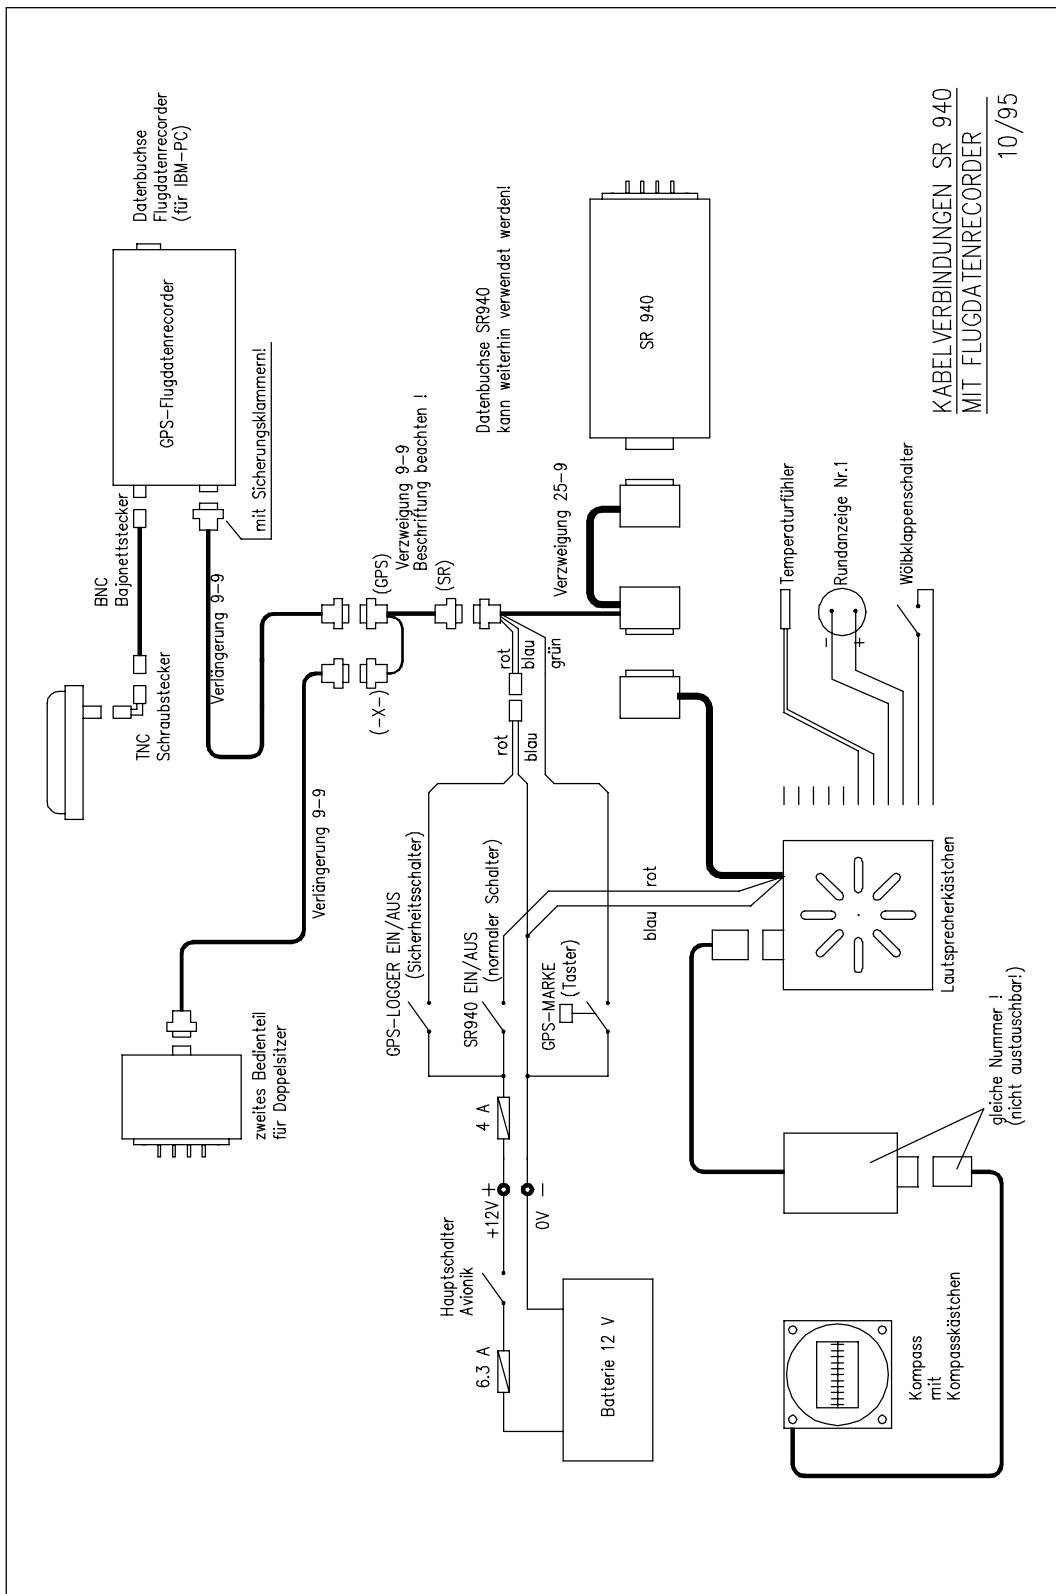 Datenbuchse
Flugdatenrecorder
(für IBM-PC)
GPS-Flugdatenrecorder
mit Sicherungsklammern!
BNC
Bajonettstecker
TNC
Schraubstecker
Verlängerung 9-9
Verlängerung 9-9
(GPS)
(-X-)
Verzweigung 9-9
Beschriftung beachten !
(SR)
zweites Bedienteil
für Doppelsitzer
Datenbuchse SR940
kann weiterhin verwendet werden!
SR 940
Verzweigung 25-9
rot
blau
grün
rot
blau
GPS-LOGGER EIN/AUS
(Sicherheitsschalter)
SR940 EIN/AUS
(normaler Schalter)
GPS-MARKE
(Taster)
4 A
+12V
+
0V
-
Hauptschalter
Avionik
6.3 A
Batterie 12 V
rot
blau
Temperaturfühler
Rundanzeige Nr.1
-
+
Wölbklappenschalter
Lautsprecherkästchen
gleiche Nummer !
(nicht austauschbar!)
Kompass
mit
Kompasskästchen
KABELVERBINDUNGEN SR 940
MIT FLUGDATENRECORDER
10/95